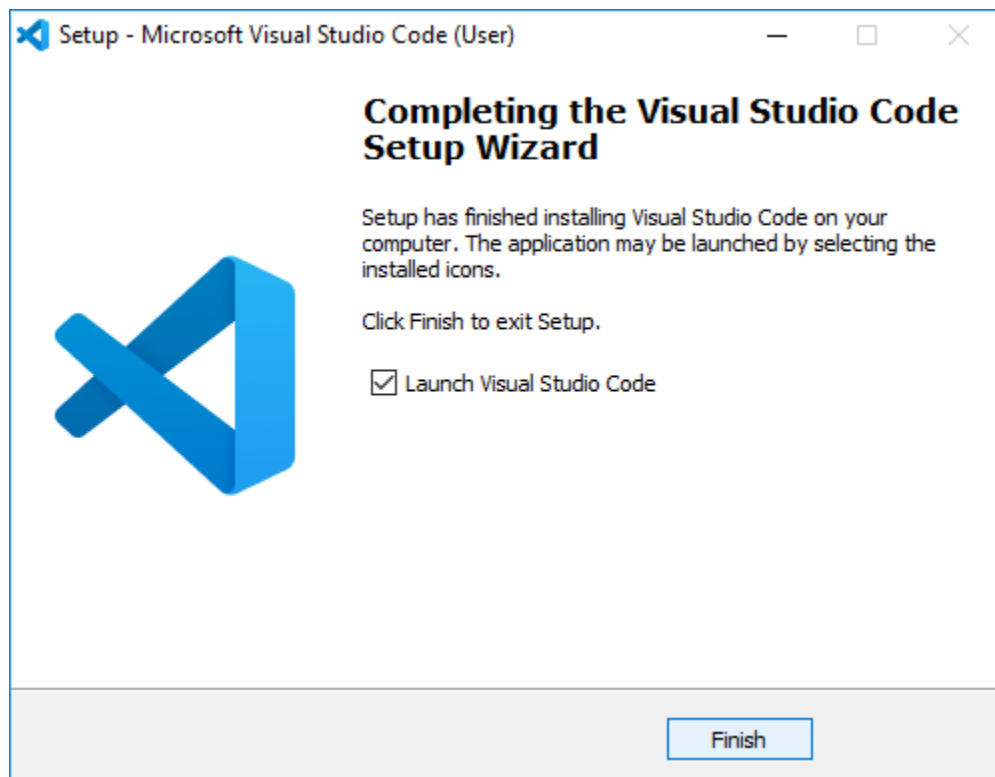 Setup - Microsoft Visual Studio Code (User)
Completing the Visual Studio Code
Setup Wizard
Setup has finished installing Visual Studio Code on your
computer. The application may be launched by selecting the
installed icons.
Click Finish to exit Setup.
Launch Visual Studio Code
Finish